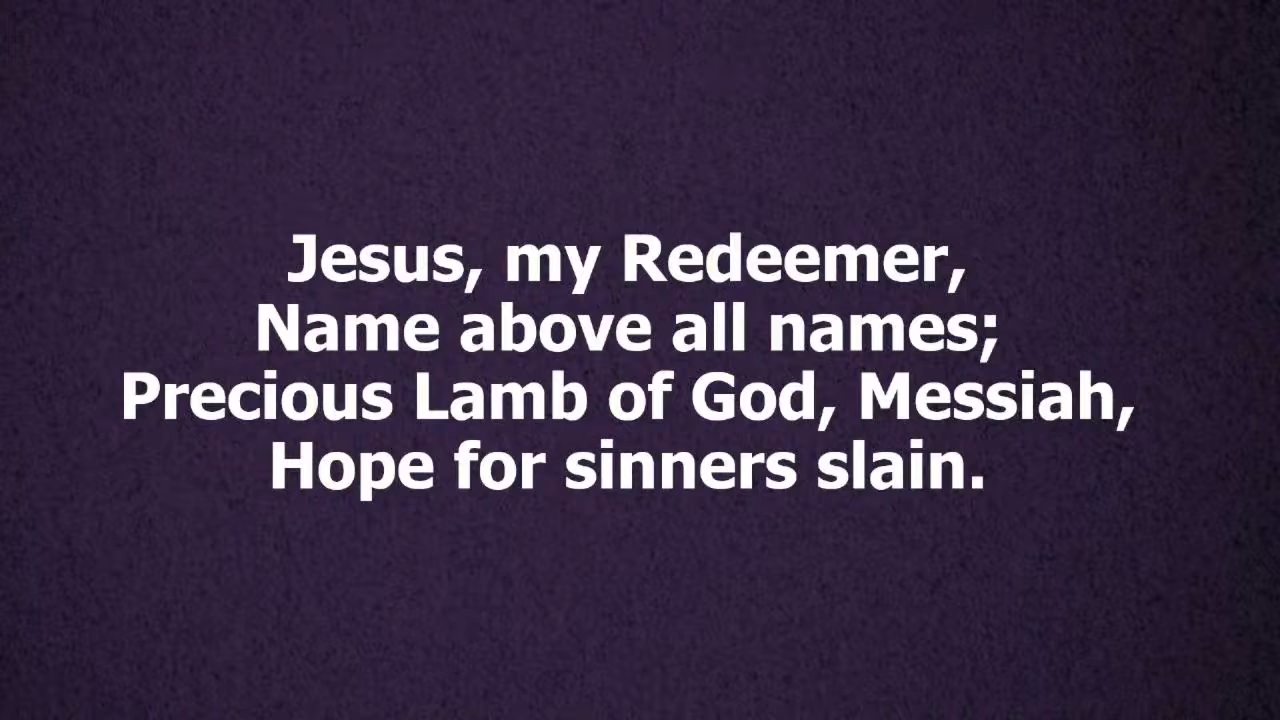 Jesus, my Redeemer,
Name above all names;
Precious Lamb of God, Messiah,
Hope for sinners slain.